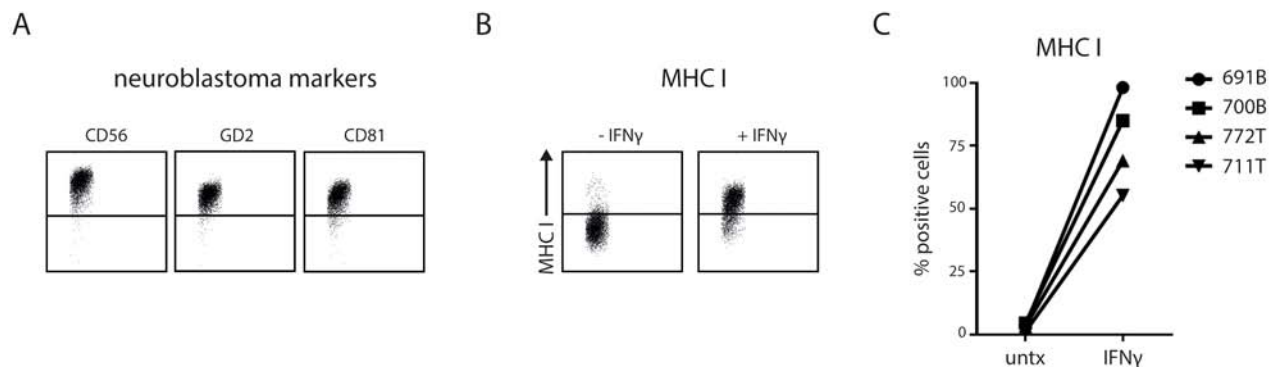 A
neuroblastoma markers
CD56
GD2
CD81
B
MHC I
- IFNγ
+ IFNγ
MHC I
C
MHC I
100
75
50
25
0
% positive cells
untx
IFNγ
691B
700B
772T
711T